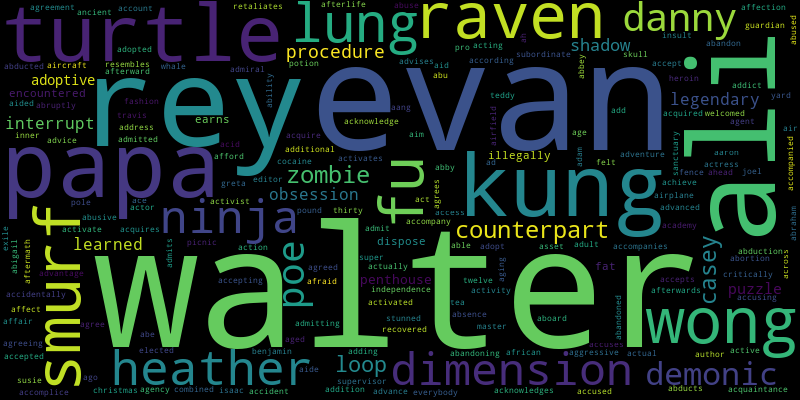 agreement ancient account retaliates afterlife abuse affection
turtle adopted lung raven danny insult guardian abused
abducted aircraft resembles afterward whale procedure pro acting according subordinate shadow abandon
adoptive admiral potion advises aid abu ah skull accept heroin
encountered fashion ability teddy abbey addict yard
aided abruptly travis reyevan aang airfield legendary ali
interrupt address earns acknowledge aim add acquired welcomed
inner advice admitted acid acquire age agent air
papa afford additional activates abby illegally adam felt adventure aaron sanctuary accompanied
cocaine zombie act agrees fu ad kung actress fence ahead joel
greta editor obsession airplane achieve
pole ace abusive actor activist pound thirty accompany access advanced academy
smurf activate acquires ninja admit counterpart abraham
exile abigail aftermath learned admits picnic action poe dispose able adopt asset adult accompanies casey abortion abduction across
advantage accepting agreed super actually penthouse twelve aging fat accepts critically
accidentally afraid independence activity afterwards puzzle accusing
affect agree walter activated tea aboard abandoned wong
affair abe admitting stunned absence master accuses
agreeing elected aged recovered author active
accepted heather benjamin adding abandoning african aggressive actual
susie ago aide loop dimension demonic abducts
accomplice christmas agency combined isaac accident supervisor addition advance everybody acknowledges accused acquaintance